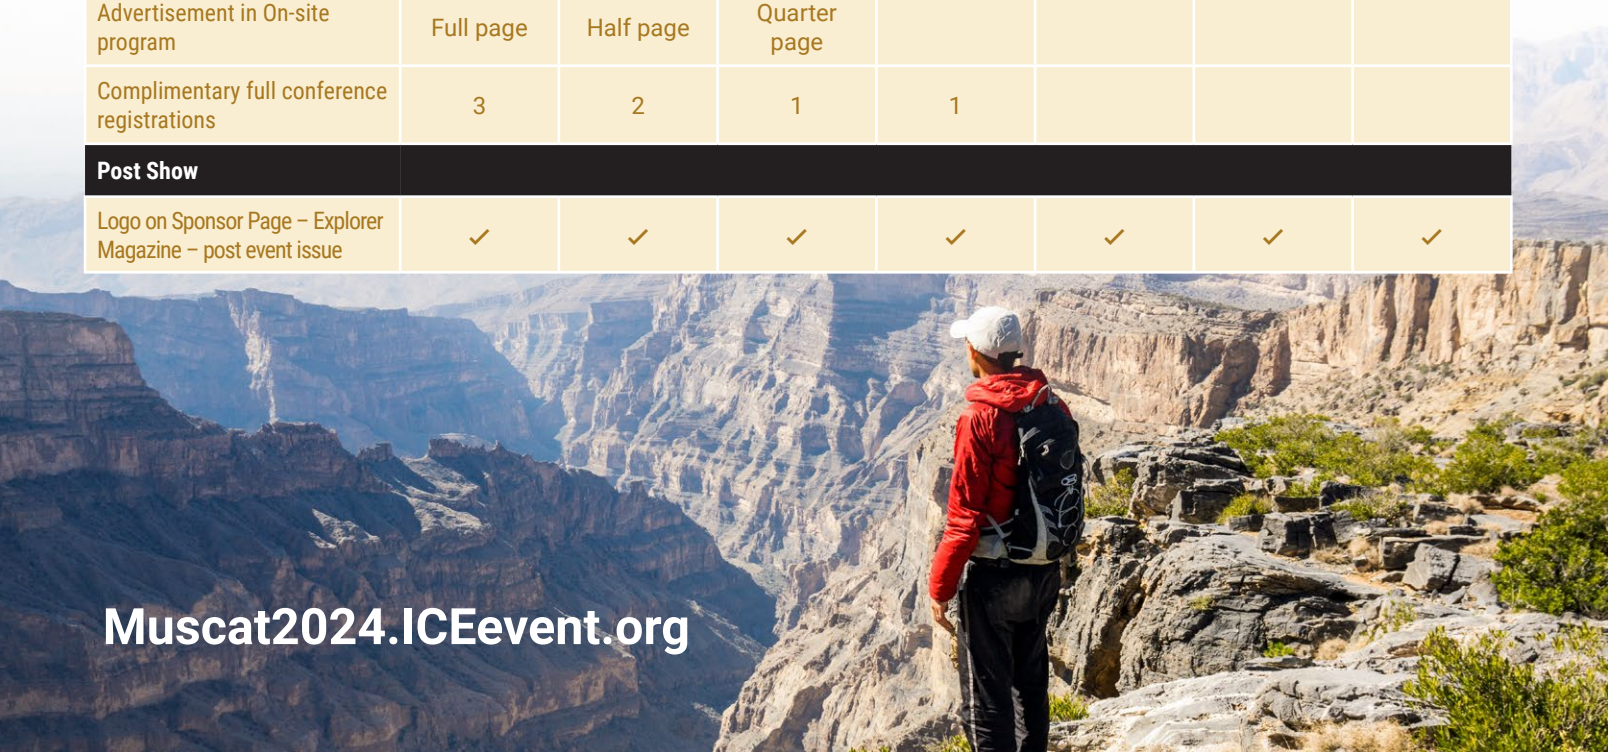 Advertisement in On-site
program
Full page
Half page
Quarter
page
Complimentary full conference
registrations
3
2
1
1
Post Show
Logo on Sponsor Page – Explorer
Magazine – post event issue
✓ ✓ ✓ ✓ ✓ ✓ ✓
Muscat2024.ICEevent.org